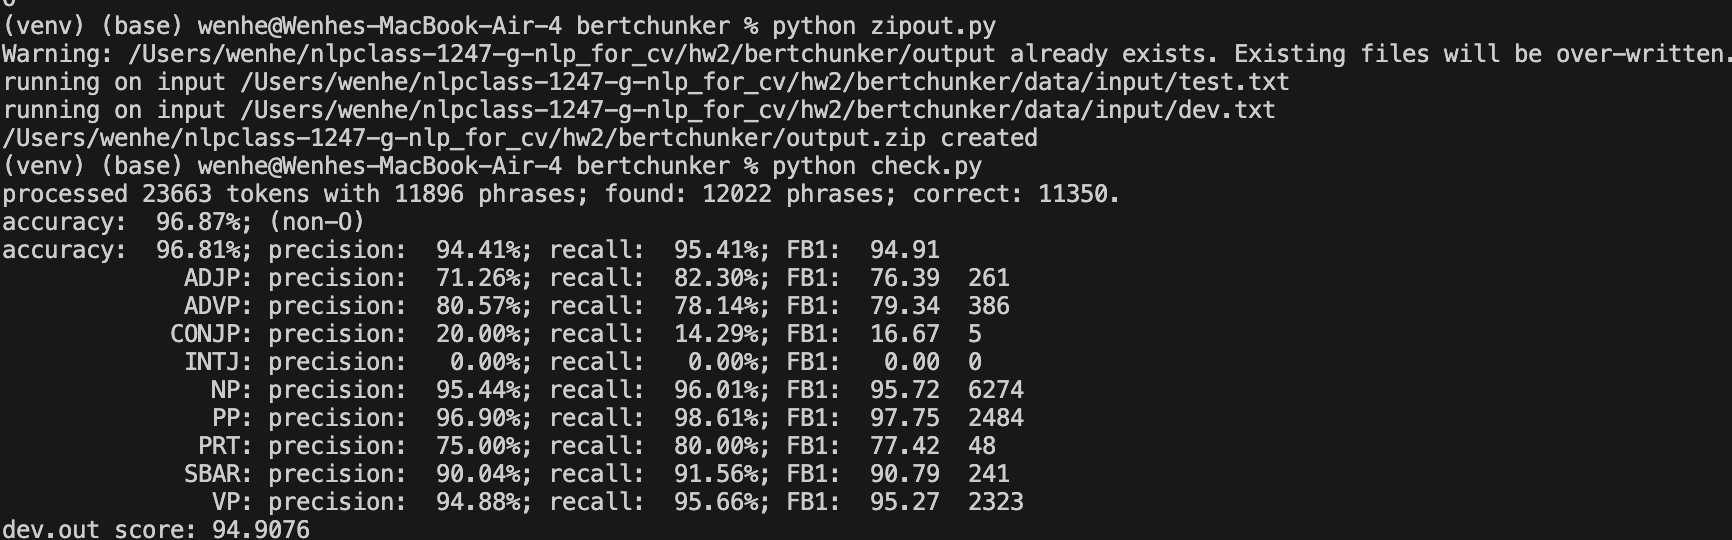 (venv) (base) wenhe@Wenhes-MacBook-Air-4 bertchunker % python zipout.py
Warning: /Users/wenhe/nlpclass-1247-g-nlp_for_cv/hw2/bertchunker/output already exists. Existing files will be over-written.
running on input /Users/wenhe/nlpclass-1247-g-nlp_for_cv/hw2/bertchunker/data/input/test.txt
running on input /Users/wenhe/nlpclass-1247-g-nlp_for_cv/hw2/bertchunker/data/input/dev.txt
/Users/wenhe/nlpclass-1247-g-nlp_for_cv/hw2/bertchunker/output.zip created
(venv) (base) wenhe@Wenhes-MacBook-Air-4 bertchunker % python check.py
processed 23663 tokens with 11896 phrases; found: 12022 phrases; correct: 11350.
accuracy:  96.87%; (non-O)
accuracy:  96.81%; precision:  94.41%; recall:  95.41%; FB1:  94.91
             ADJP: precision:  71.26%; recall:  82.30%; FB1:  76.39  261
             ADVP: precision:  80.57%; recall:  78.14%; FB1:  79.34  386
            CONJP: precision:  20.00%; recall:  14.29%; FB1:  16.67  5
             INTJ: precision:   0.00%; recall:   0.00%; FB1:   0.00  0
               NP: precision:  95.44%; recall:  96.01%; FB1:  95.72  6274
               PP: precision:  96.90%; recall:  98.61%; FB1:  97.75  2484
              PRT: precision:  75.00%; recall:  80.00%; FB1:  77.42  48
             SBAR: precision:  90.04%; recall:  91.56%; FB1:  90.79  241
               VP: precision:  94.88%; recall:  95.66%; FB1:  95.27  2323
dev.out score: 94.9076